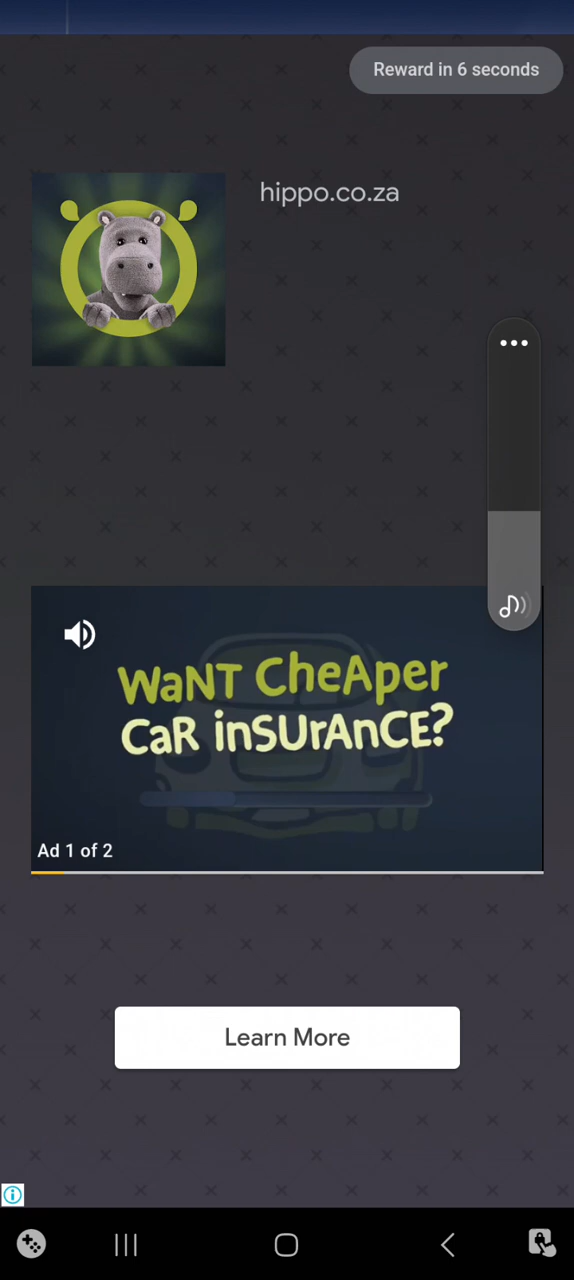 Reward in 6 seconds
hippo.co.za
WaNT CheAper
CaR inSUrAnCE?
Ad 1 of 2
Learn More